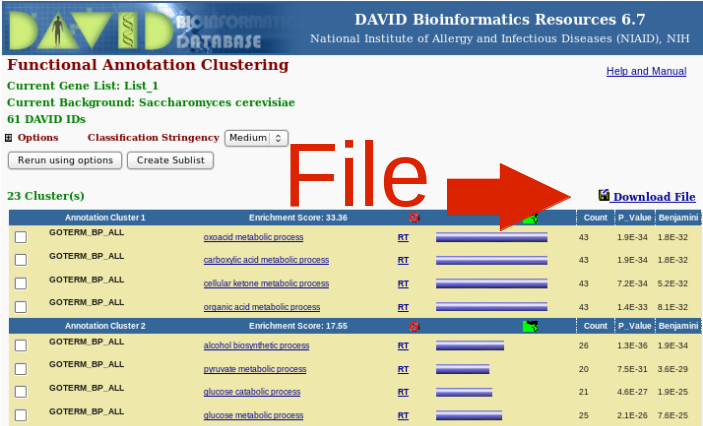 DAVID
BIOINFORMATIC
DATABASE
DAVID Bioinformatics Resources 6.7
National Institute of Allergy and Infectious Diseases (NIAID), NIH
Functional Annotation Clustering
Help and Manual
Current Gene List: List_1
Current Background: Saccharomyces cerevisiae
61 DAVID IDs
Options Classification Stringency Medium
Rerun using options Create Sublist
File
23 Cluster(s) Download File
Annotation Cluster 1 Enrichment Score: 33.36 Count P_Value Benjamini
GOTERM_BP_ALL oxoacid metabolic process RT 43 1.9E-34 1.8E-32
GOTERM_BP_ALL carboxylic acid metabolic process RT 43 1.9E-34 1.8E-32
GOTERM_BP_ALL cellular ketone metabolic process RT 43 7.2E-34 5.2E-32
GOTERM_BP_ALL organic acid metabolic process RT 43 1.4E-33 8.1E-32
Annotation Cluster 2 Enrichment Score: 17.55 Count P_Value Benjamini
GOTERM_BP_ALL alcohol biosynthetic process RT 26 1.3E-36 1.9E-34
GOTERM_BP_ALL pyruvate metabolic process RT 20 7.5E-31 3.6E-29
GOTERM_BP_ALL glucose catabolic process RT 21 4.6E-27 1.9E-25
GOTERM_BP_ALL glucose metabolic process RT 25 2.1E-26 7.6E-25